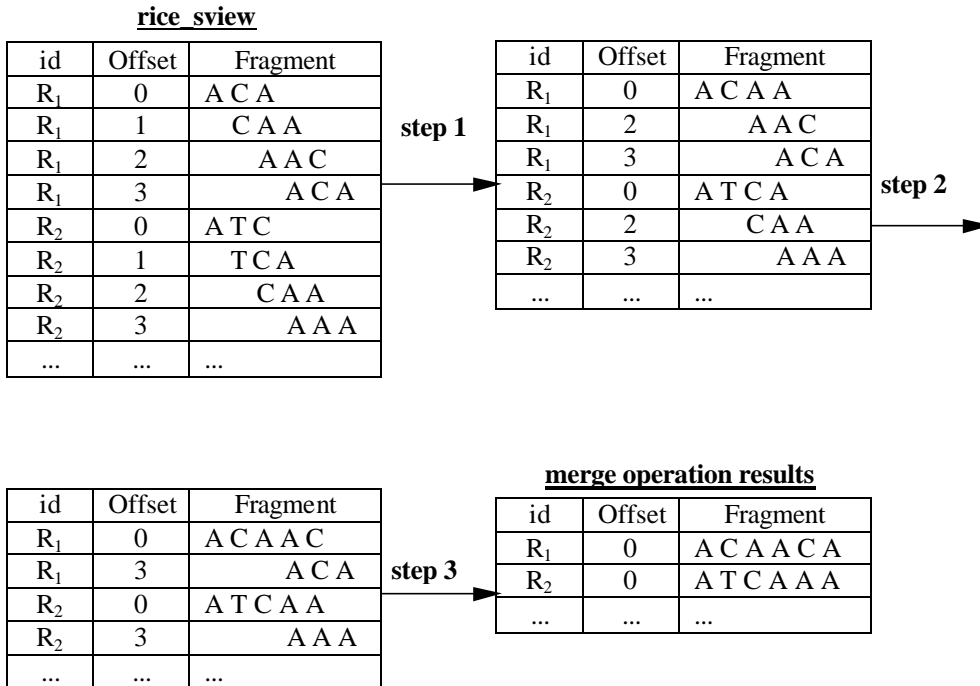 rice_sview
id Offset Fragment
R1 0 A C A
R1 1 C A A
R1 2 A A C
R1 3 A C A
R2 0 A T C
R2 1 T C A
R2 2 C A A
R2 3 A A A
... ... ...
step 1
id Offset Fragment
R1 0 A C A A
R1 2 A A C
R1 3 A C A
R2 0 A T C A
R2 2 C A A
R2 3 A A A
... ... ...
step 2
id Offset Fragment
R1 0 A C A A C
R1 3 A C A
R2 0 A T C A A
R2 3 A A A
... ... ...
step 3
merge operation results
id Offset Fragment
R1 0 A C A A C A
R2 0 A T C A A A
... ... ...